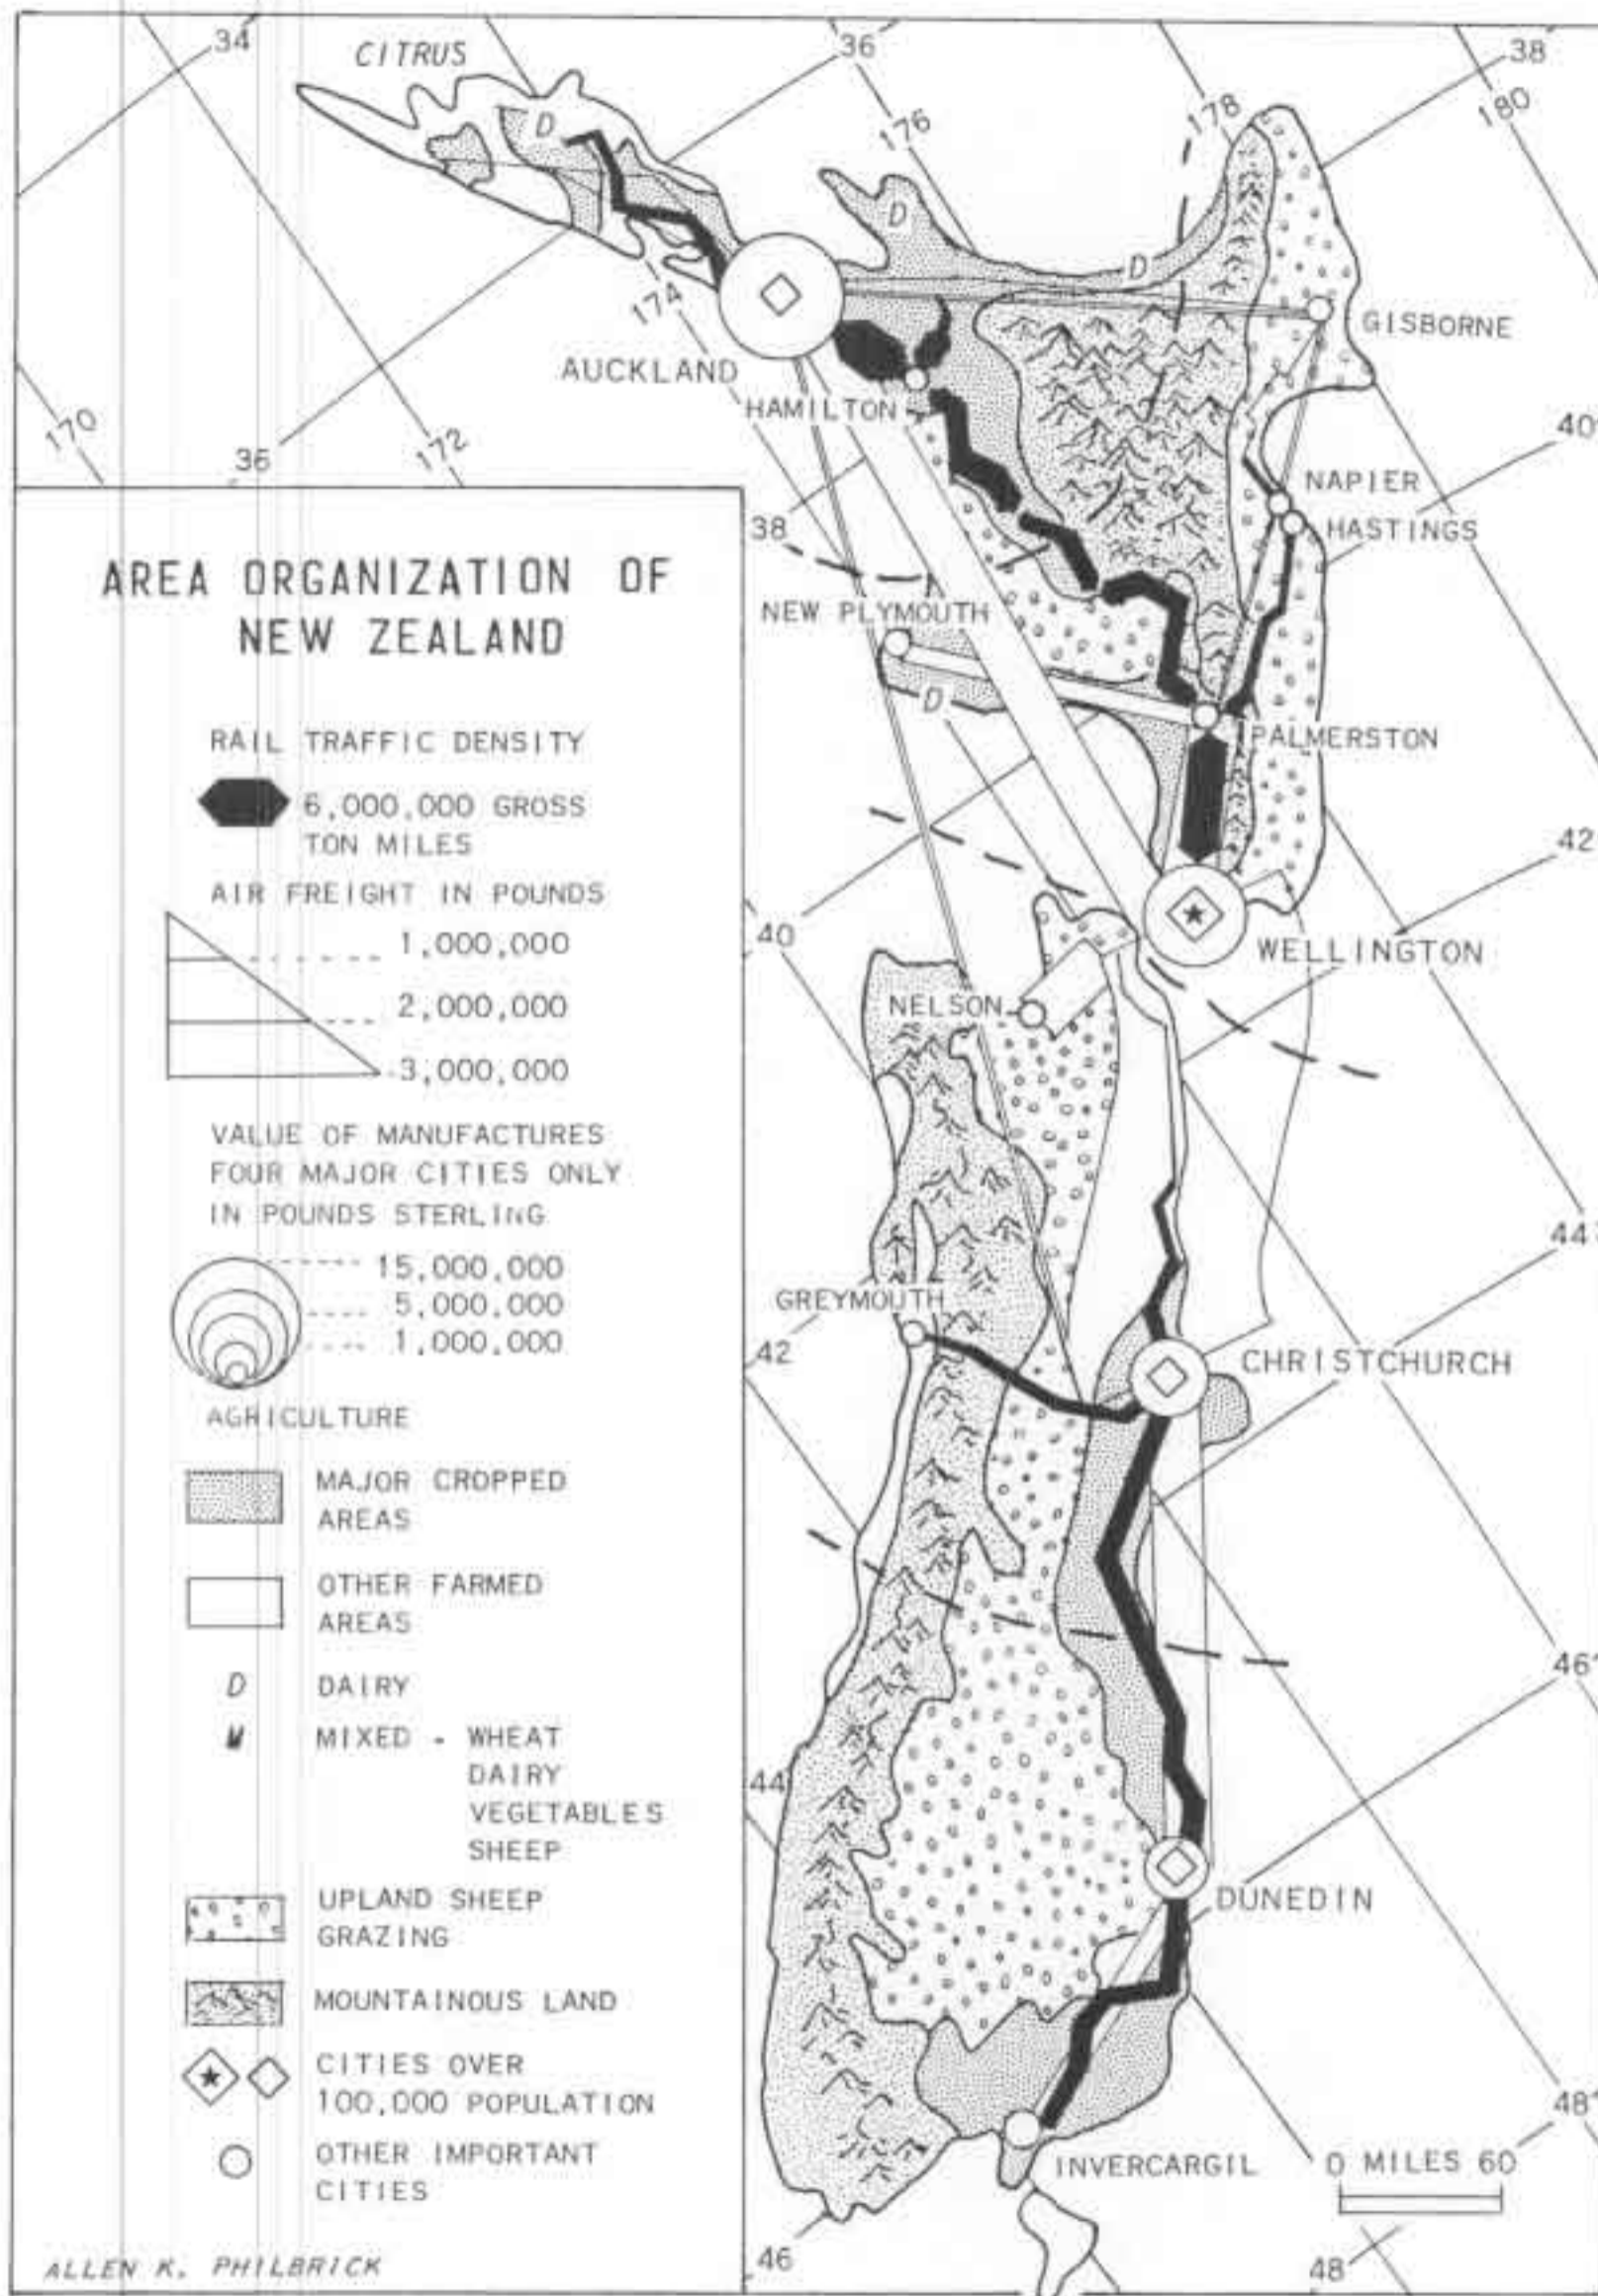 34
CITRUS
36
38
180
178
176
D
D
D
174
GISBORNE
AUCKLAND
HAMILTON
170
172
36
40°
NAPIER
HASTINGS
38
NEW PLYMOUTH
D
PALMERSTON
42
WELLINGTON
40
NELSON
44°
GREYMOUTH
42
CHRISTCHURCH
46°
44
DUNEDIN
48°
INVERCARGIL
0 MILES 60
46
48
AREA ORGANIZATION OF
NEW ZEALAND
RAIL TRAFFIC DENSITY
6,000,000 GROSS
TON MILES
AIR FREIGHT IN POUNDS
1,000,000
2,000,000
3,000,000
VALUE OF MANUFACTURES
FOUR MAJOR CITIES ONLY
IN POUNDS STERLING
15,000,000
5,000,000
1,000,000
AGRICULTURE
MAJOR CROPPED
AREAS
OTHER FARMED
AREAS
D DAIRY
M MIXED - WHEAT
DAIRY
VEGETABLES
SHEEP
UPLAND SHEEP
GRAZING
MOUNTAINOUS LAND
CITIES OVER
100,000 POPULATION
OTHER IMPORTANT
CITIES
ALLEN K. PHILBRICK